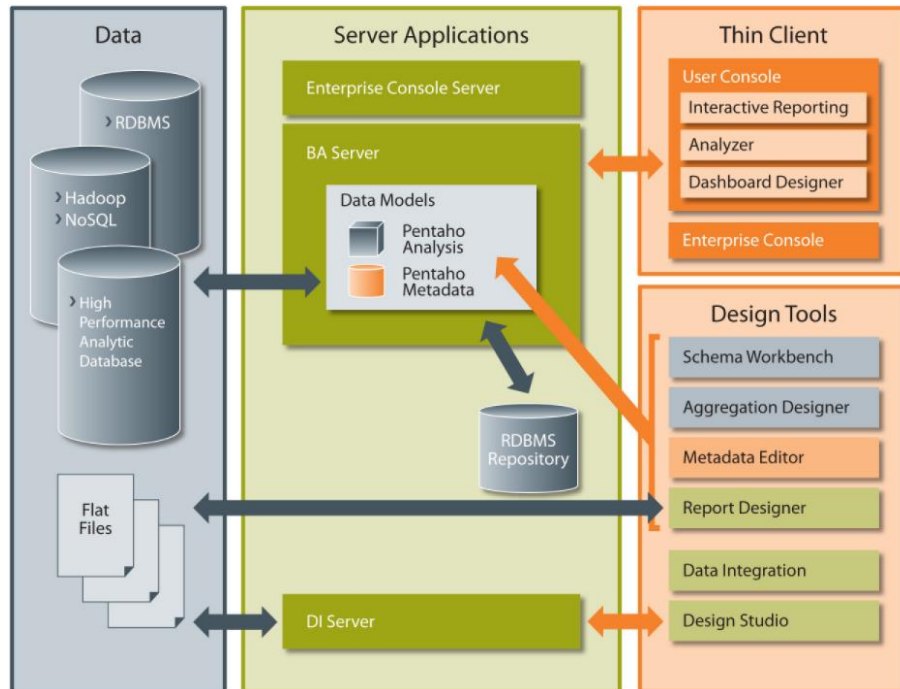 Data
› RDBMS
› Hadoop
› NoSQL
› High
Performance
Analytic
Database
Flat
Files
Server Applications
Enterprise Console Server
BA Server
Data Models
Pentaho
Analysis
Pentaho
Metadata
RDBMS
Repository
DI Server
Thin Client
User Console
Interactive Reporting
Analyzer
Dashboard Designer
Enterprise Console
Design Tools
Schema Workbench
Aggregation Designer
Metadata Editor
Report Designer
Data Integration
Design Studio